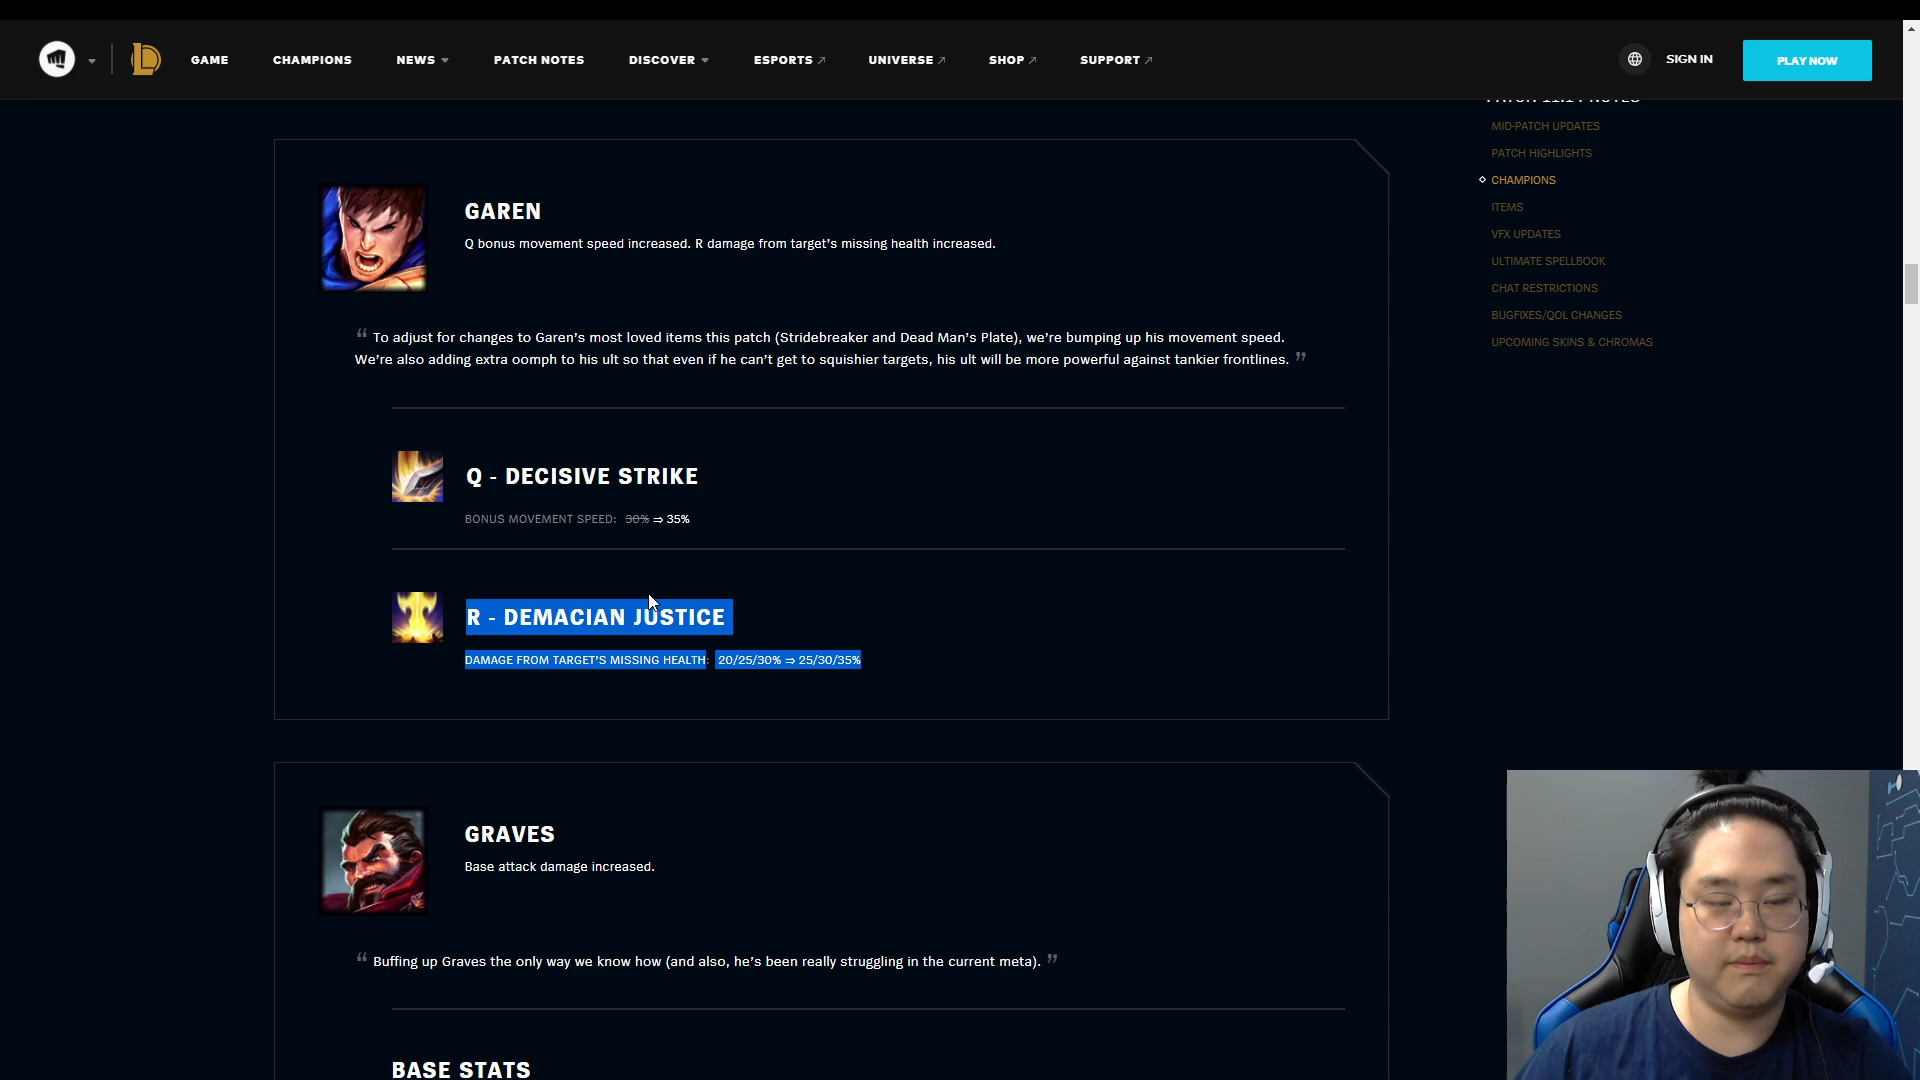 GAME
CHAMPIONS
NEWS
PATCH NOTES
DISCOVER
ESPORTS
UNIVERSE
SHOP
SUPPORT
SIGN IN
PLAY NOW
PATCH 11.14 NOTES
MID-PATCH UPDATES
PATCH HIGHLIGHTS
CHAMPIONS
ITEMS
VFX UPDATES
ULTIMATE SPELLBOOK
CHAT RESTRICTIONS
BUGFIXES/QOL CHANGES
UPCOMING SKINS & CHROMAS
GAREN
Q bonus movement speed increased. R damage from target’s missing health increased.
“ To adjust for changes to Garen’s most loved items this patch (Stridebreaker and Dead Man’s Plate), we’re bumping up his movement speed.
We’re also adding extra oomph to his ult so that even if he can’t get to squishier targets, his ult will be more powerful against tankier frontlines. ”
Q - DECISIVE STRIKE
BONUS MOVEMENT SPEED: 30% ⇒ 35%
R - DEMACIAN JUSTICE
DAMAGE FROM TARGET’S MISSING HEALTH: 20/25/30% ⇒ 25/30/35%
GRAVES
Base attack damage increased.
“ Buffing up Graves the only way we know how (and also, he’s been really struggling in the current meta). ”
BASE STATS